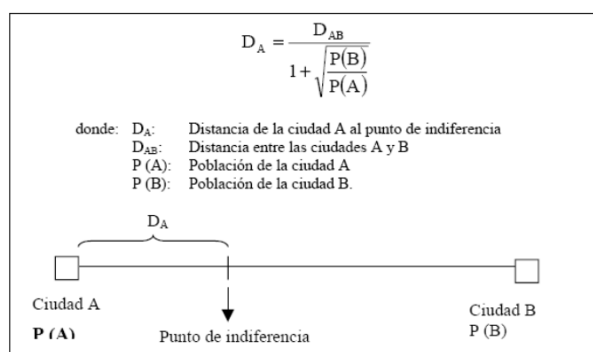 D_A = D_AB / (1 + √(P(B) / P(A)))
donde: D_A: Distancia de la ciudad A al punto de indiferencia
D_AB: Distancia entre las ciudades A y B
P (A): Población de la ciudad A
P (B): Población de la ciudad B.
D_A
Ciudad A
P (A)
Punto de indiferencia
Ciudad B
P (B)